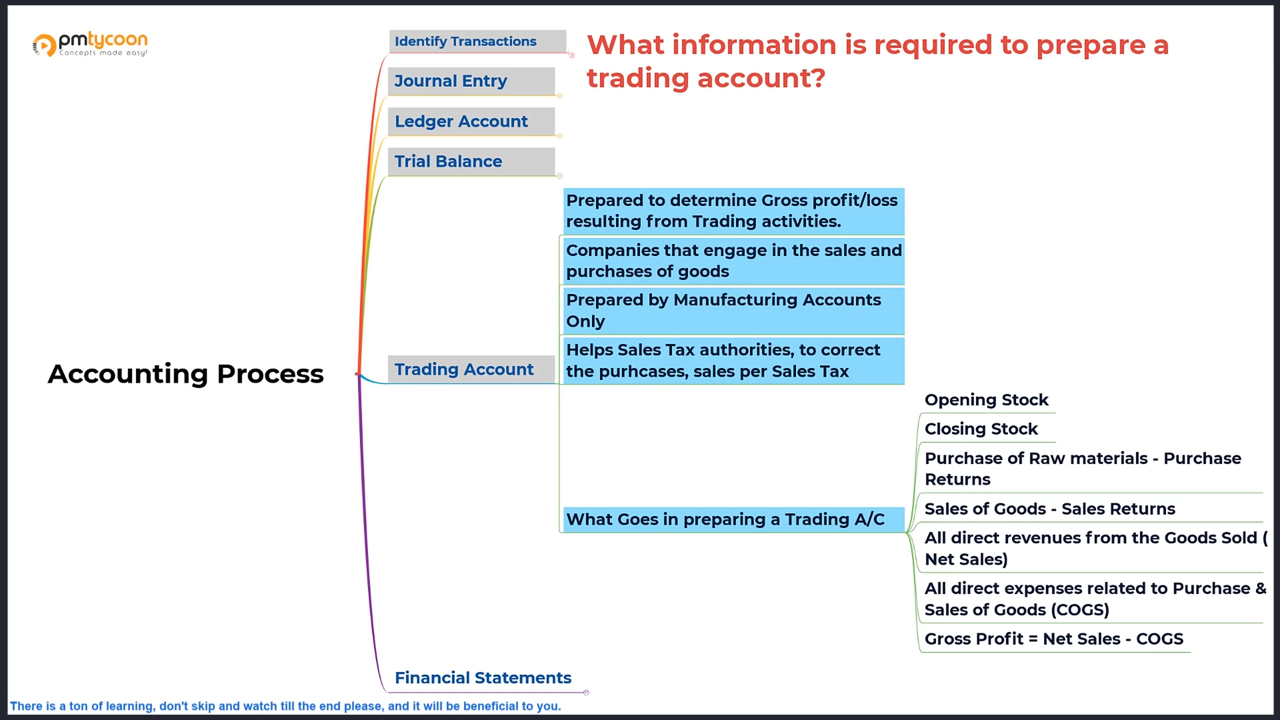 pmtycoon
Concepts made easy!
What information is required to prepare a
trading account?
Identify Transactions
Journal Entry
Ledger Account
Trial Balance
Prepared to determine Gross profit/loss
resulting from Trading activities.
Companies that engage in the sales and
purchases of goods
Prepared by Manufacturing Accounts
Only
Helps Sales Tax authorities, to correct
the purhcases, sales per Sales Tax
Trading Account
Accounting Process
Opening Stock
Closing Stock
Purchase of Raw materials - Purchase
Returns
Sales of Goods - Sales Returns
What Goes in preparing a Trading A/C
All direct revenues from the Goods Sold (
Net Sales)
All direct expenses related to Purchase &
Sales of Goods (COGS)
Gross Profit = Net Sales - COGS
Financial Statements
There is a ton of learning, don't skip and watch till the end please, and it will be beneficial to you.